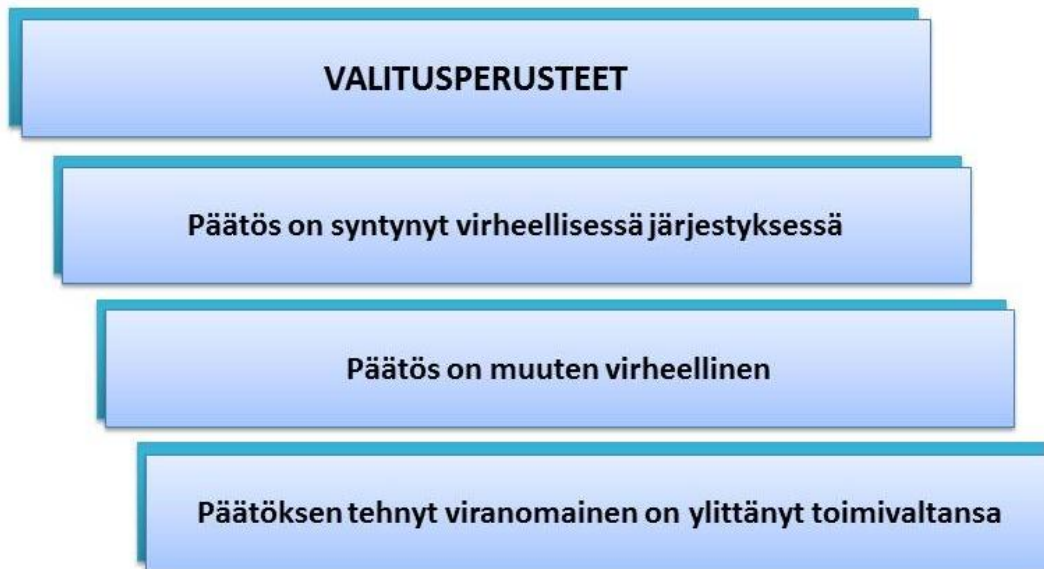 VALITUSPERUSTEET
Päätös on syntynyt virheellisessä järjestyksessä
Päätös on muuten virheellinen
Päätöksen tehnyt viranomainen on ylittänyt toimivaltansa